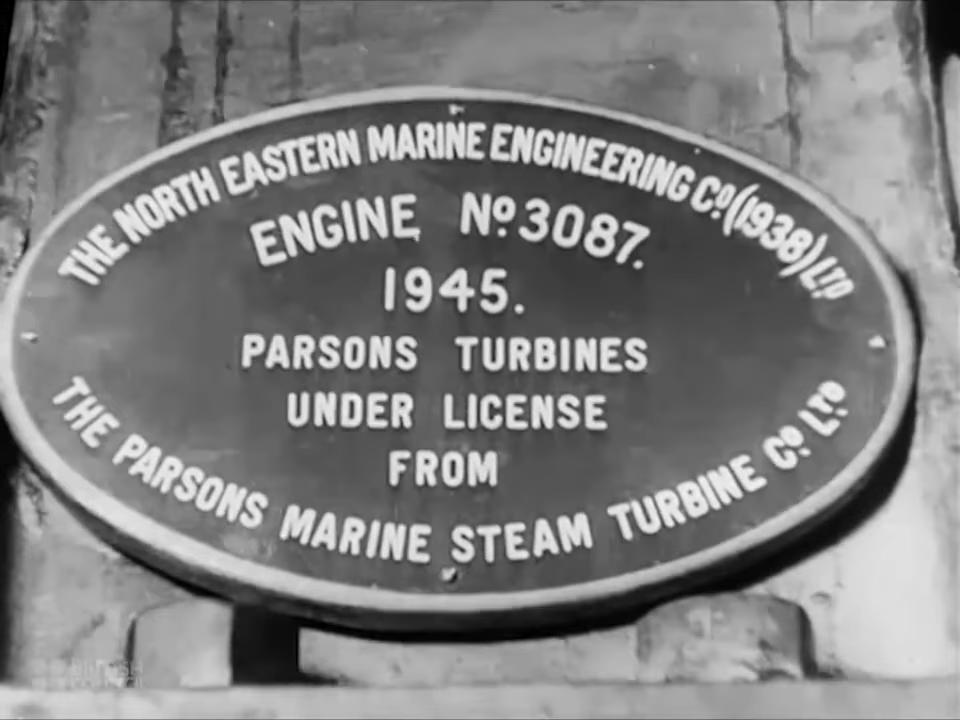 THE NORTH EASTERN MARINE ENGINEERING Cº (1938) LTD
ENGINE Nº 3087.
1945.
PARSONS TURBINES
UNDER LICENSE
FROM
THE PARSONS MARINE STEAM TURBINE Cº LTD